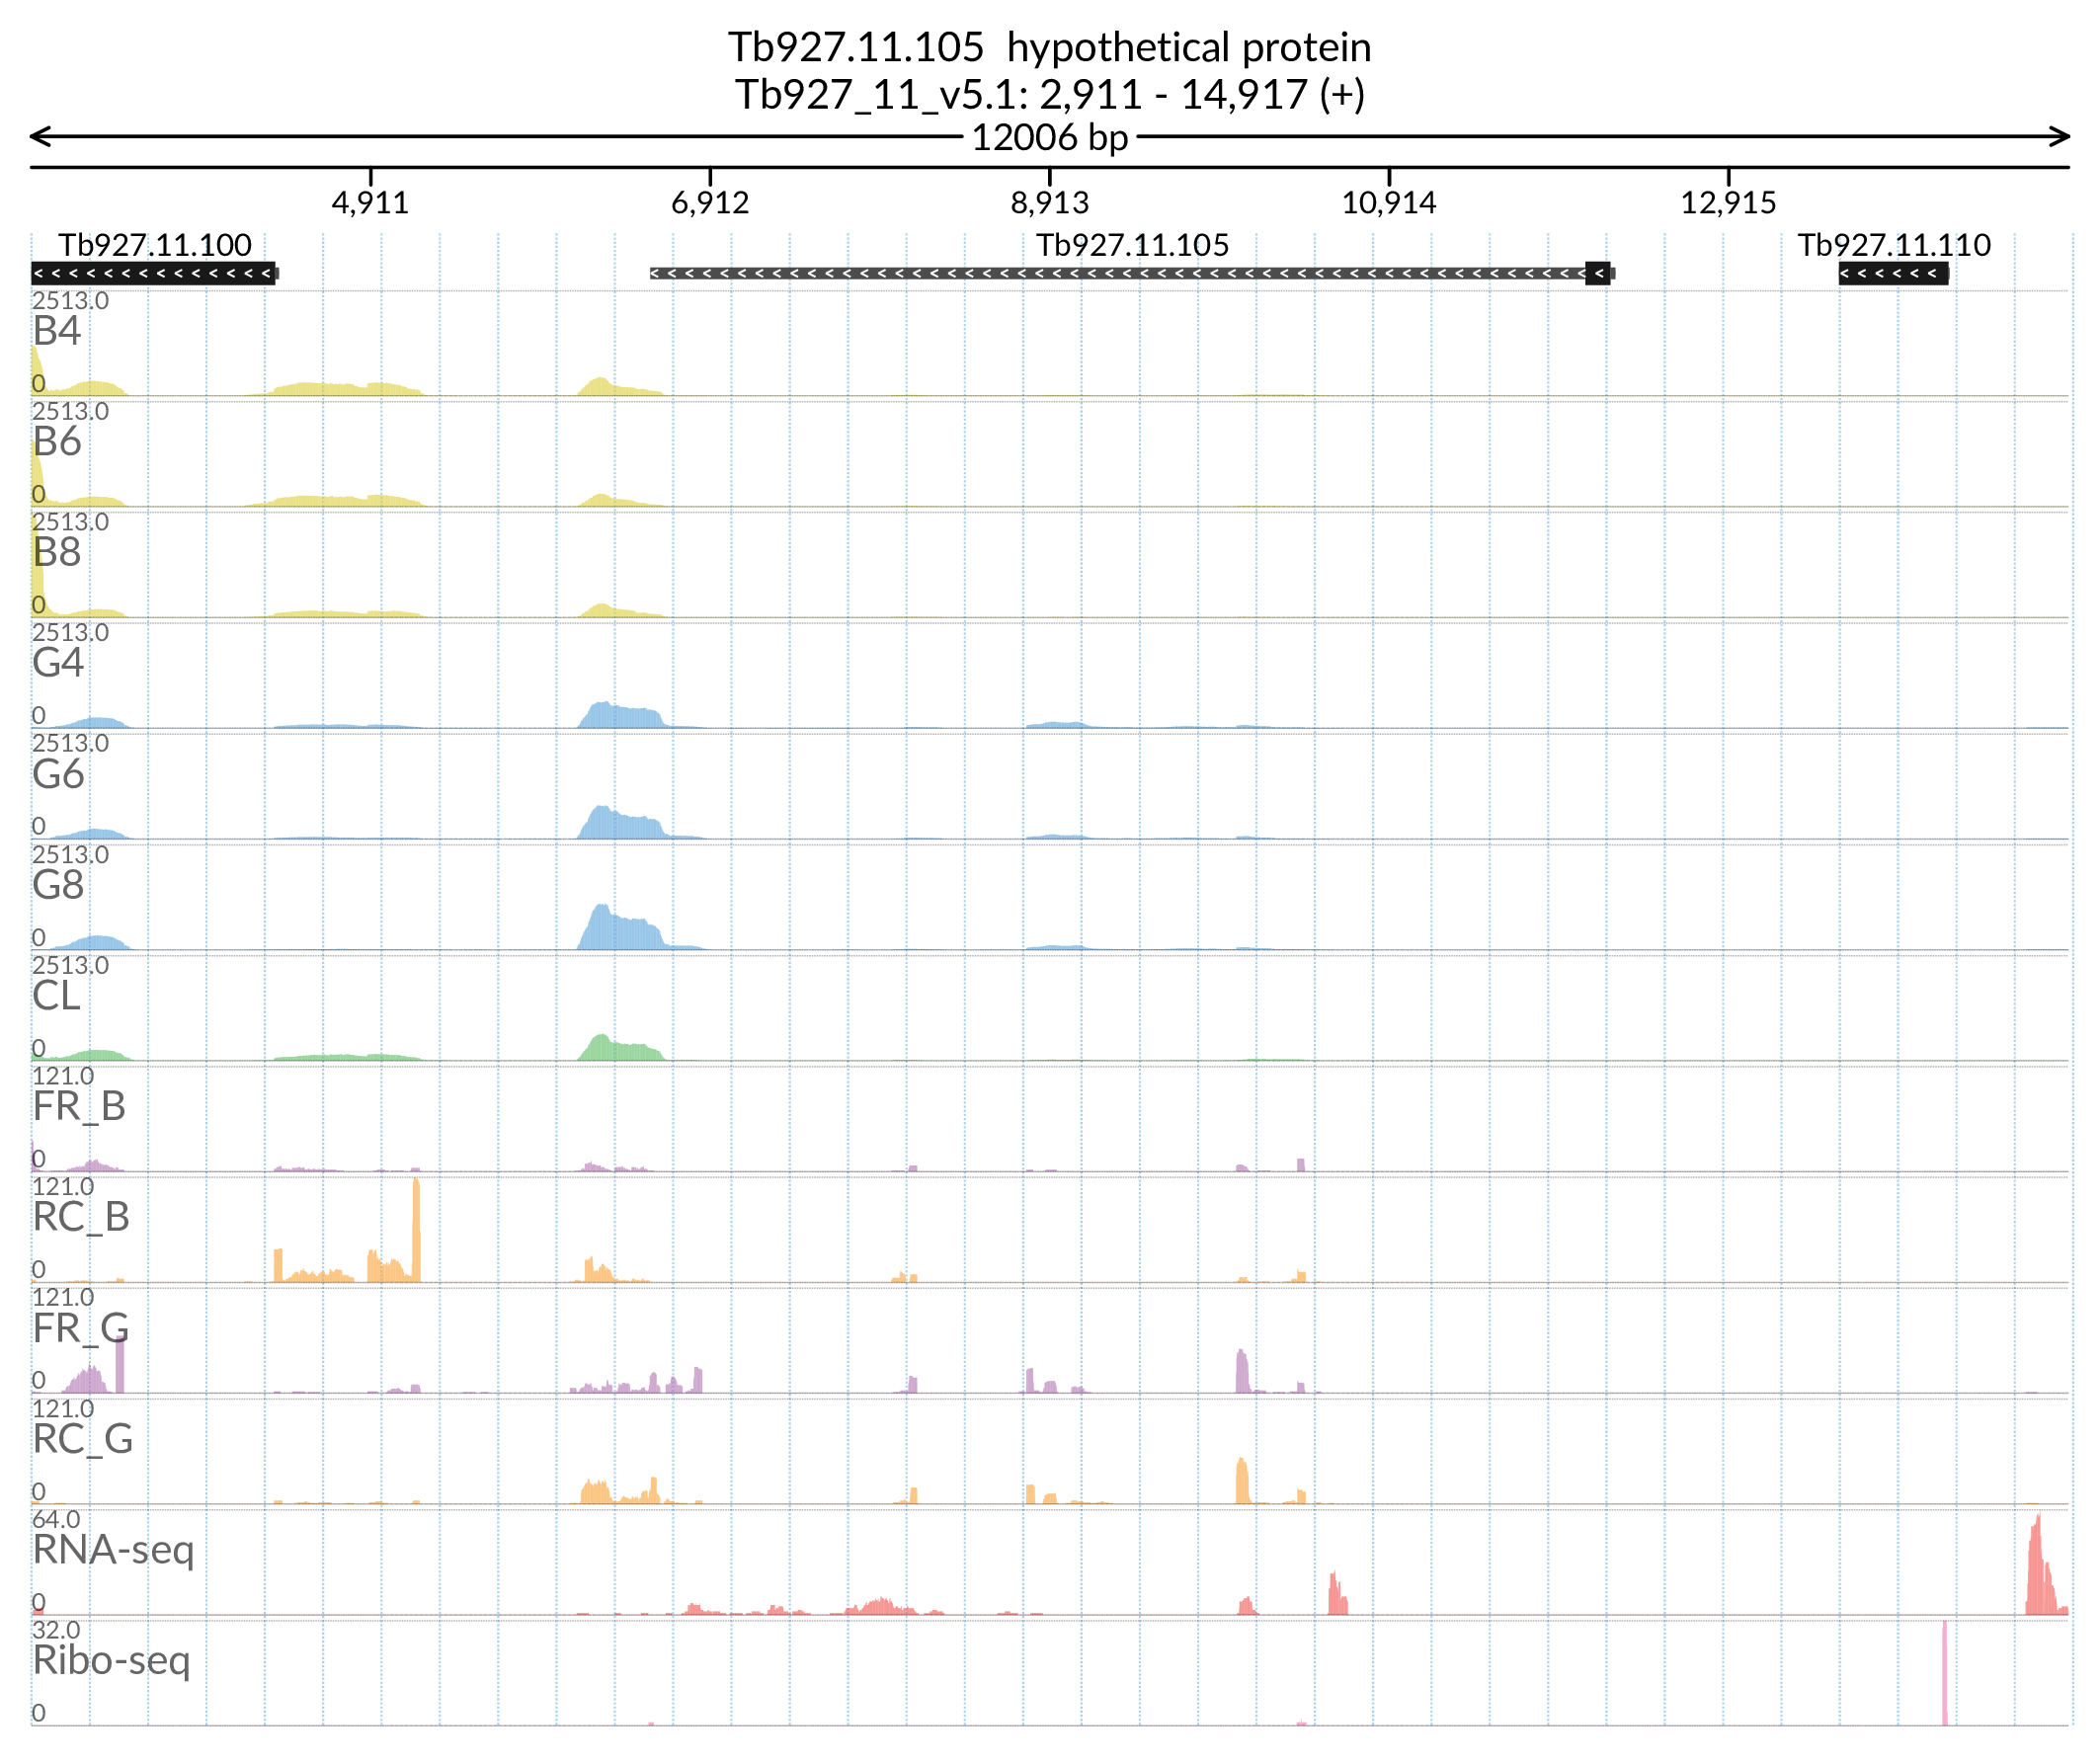 Tb927.11.105  hypothetical protein
Tb927_11_v5.1: 2,911 - 14,917 (+)
12006 bp
4,911 6,912 8,913 10,914 12,915
Tb927.11.100 Tb927.11.105 Tb927.11.110
2513.0
B4
0
2513.0
B6
0
2513.0
B8
0
2513.0
G4
0
2513.0
G6
0
2513.0
G8
0
2513.0
CL
0
121.0
FR_B
0
121.0
RC_B
0
121.0
FR_G
0
121.0
RC_G
0
64.0
RNA-seq
0
32.0
Ribo-seq
0